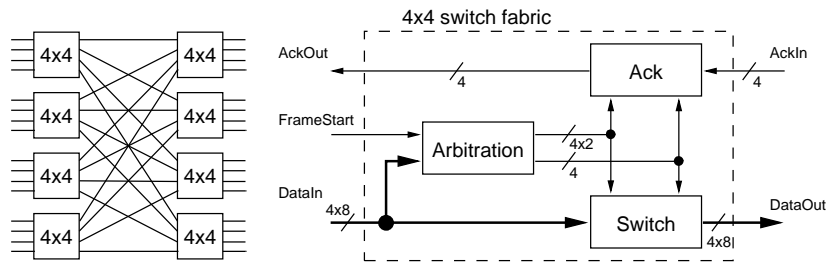 4x4 switch fabric
4x4 4x4
AckOut Ack AckIn
4 4
4x4 4x4
FrameStart
Arbitration 4x2
4
4x4 4x4
DataIn DataOut
4x8
4x4 4x4
Switch
4x8